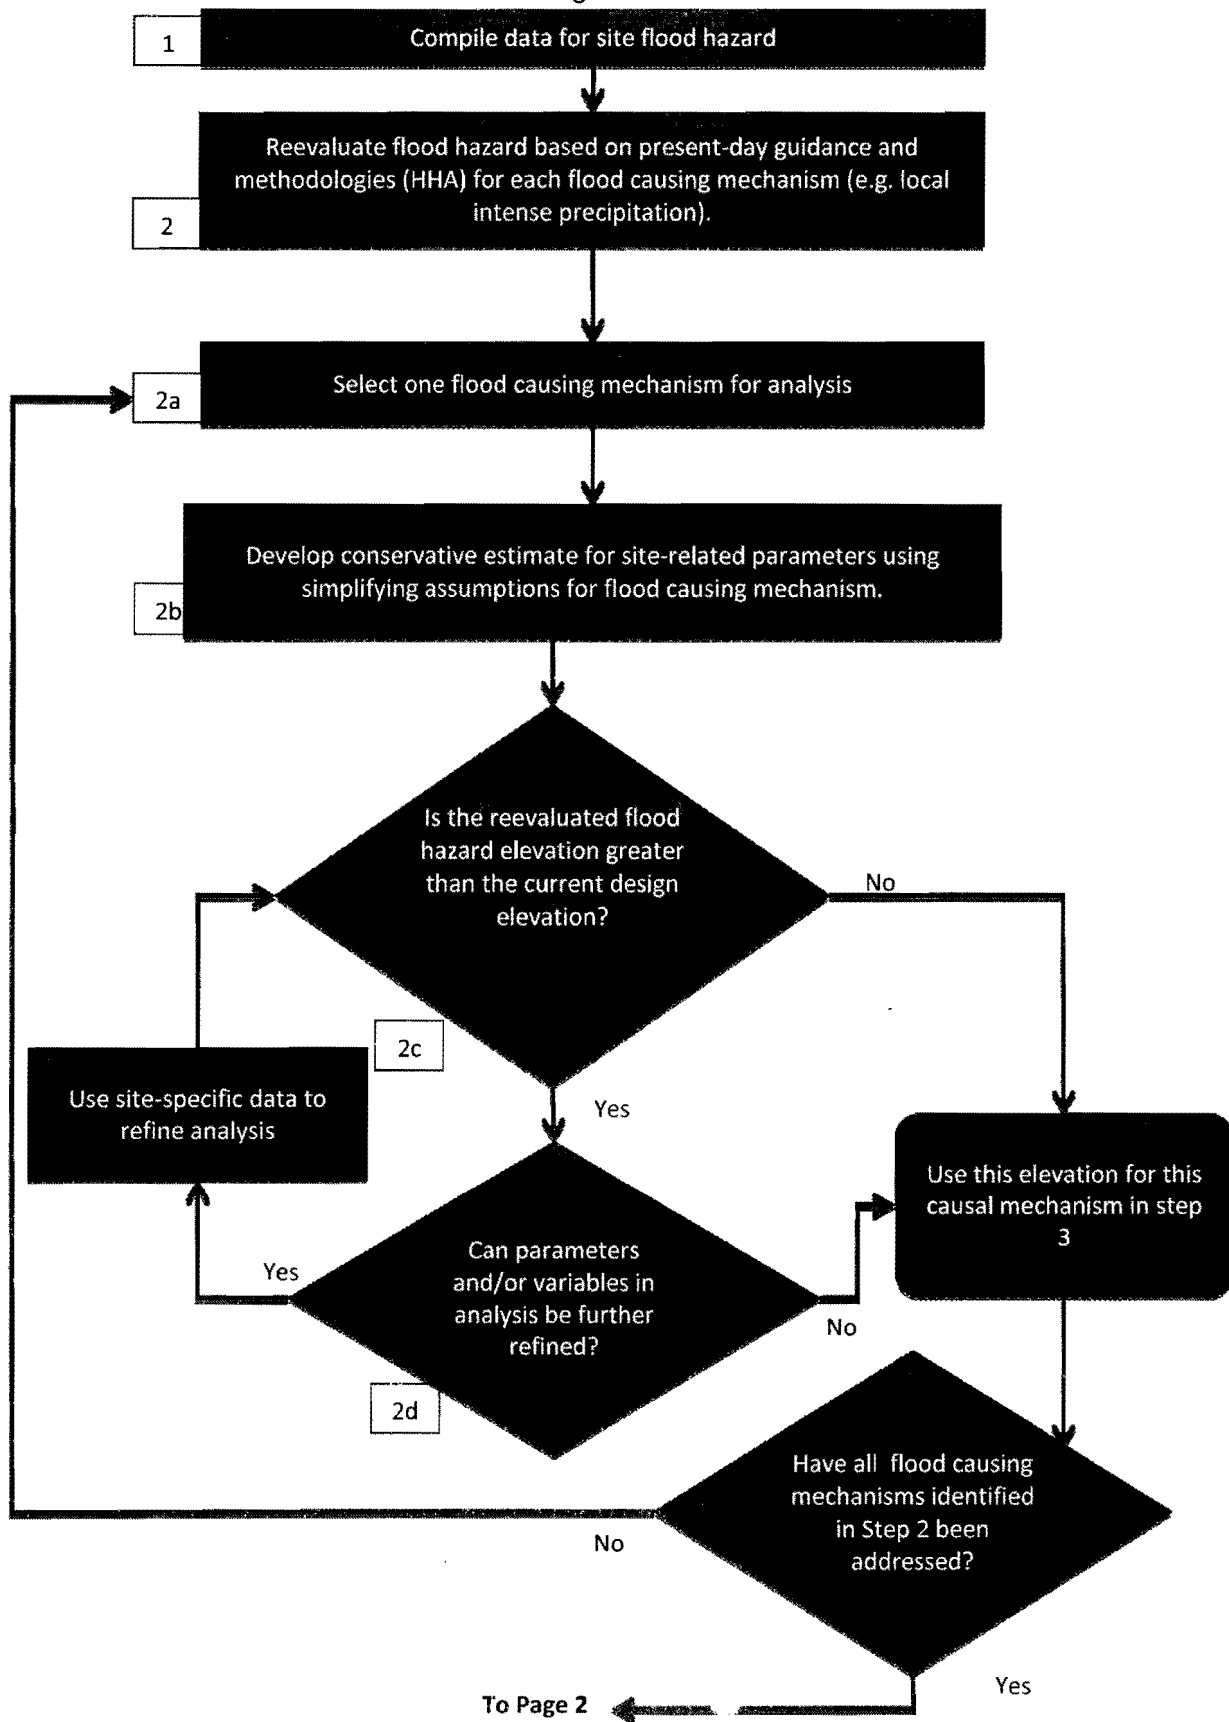 1
Compile data for site flood hazard
Reevaluate flood hazard based on present-day guidance and
methodologies (HHA) for each flood causing mechanism (e.g. local
intense precipitation).
2
Select one flood causing mechanism for analysis
2a
Develop conservative estimate for site-related parameters using
simplifying assumptions for flood causing mechanism.
2b
Is the reevaluated flood
hazard elevation greater
than the current design
elevation?
No
2c
Use site-specific data to
refine analysis
Yes
Use this elevation for this
causal mechanism in step
3
Can parameters
and/or variables in
analysis be further
refined?
Yes
No
2d
Have all flood causing
mechanisms identified
in Step 2 been
addressed?
No
Yes
To Page 2